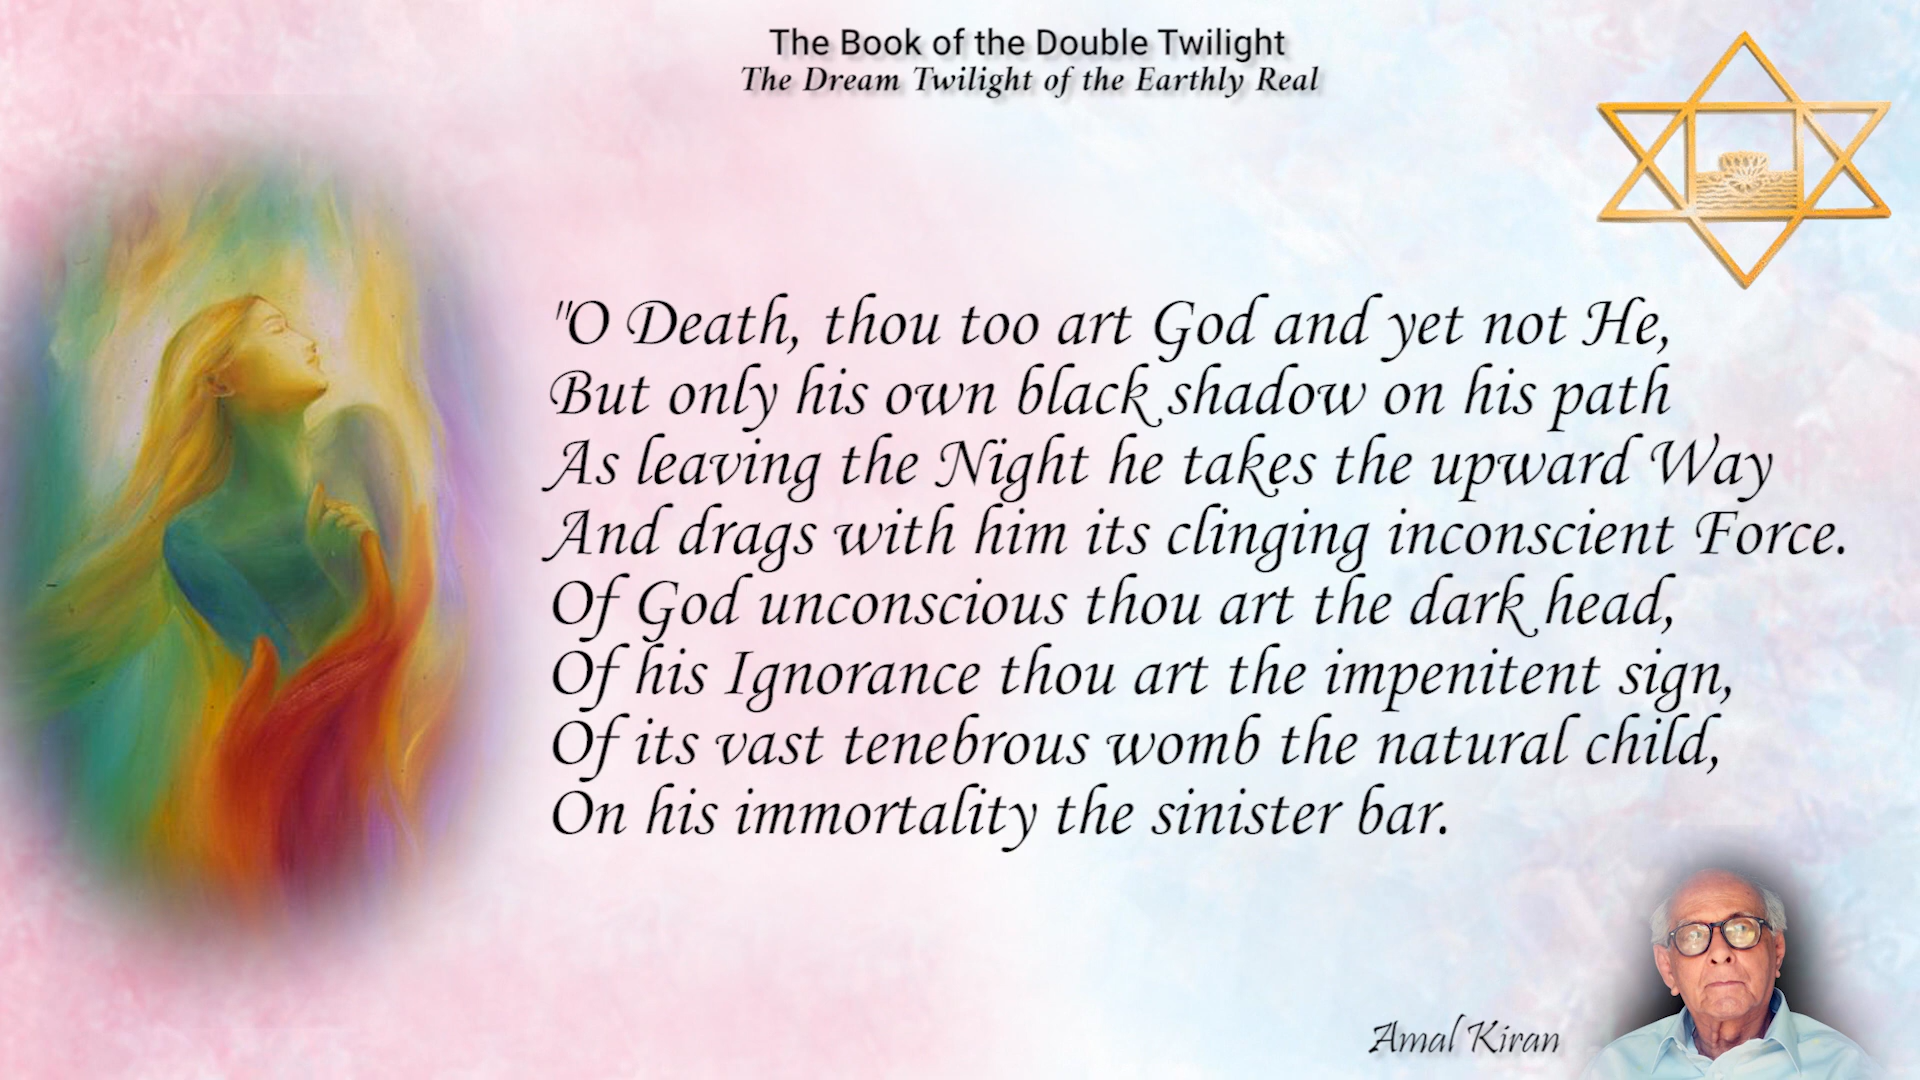 The Book of the Double Twilight
The Dream Twilight of the Earthly Real
"O Death, thou too art God and yet not He,
But only his own black shadow on his path
As leaving the Night he takes the upward Way
And drags with him its clinging inconscient Force.
Of God unconscious thou art the dark head,
Of his Ignorance thou art the impenitent sign,
Of its vast tenebrous womb the natural child,
On his immortality the sinister bar.
Amal Kiran